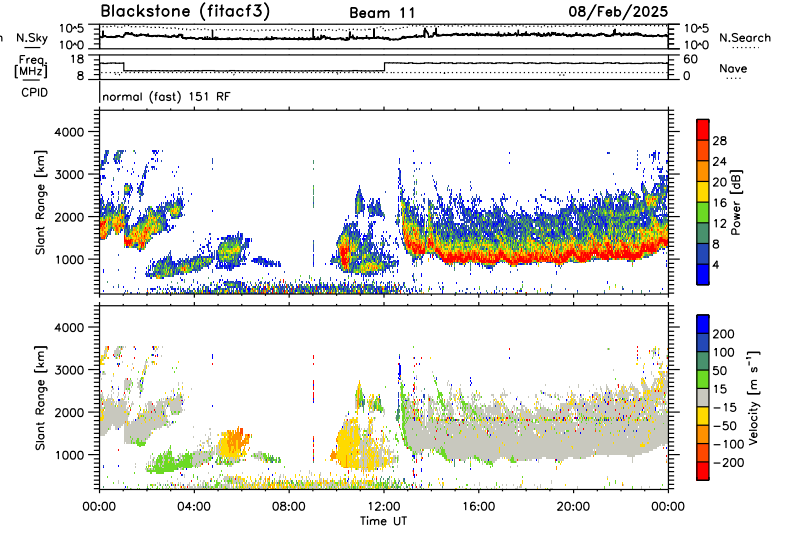 Blackstone (fitacf3) Beam 11 08/Feb/2025
n N.Sky 10^5 10^0 10^5 10^0 N.Search
Freq. [MHz] 18 8 60 0 Nave
CPID normal (fast) 151 RF
Slant Range [km] 4000 3000 2000 1000
28 24 20 16 12 8 4 Power [dB]
Slant Range [km] 4000 3000 2000 1000
200 100 50 15 −15 −50 −100 −200 Velocity [m s⁻¹]
00:00 04:00 08:00 12:00 16:00 20:00 00:00
Time UT